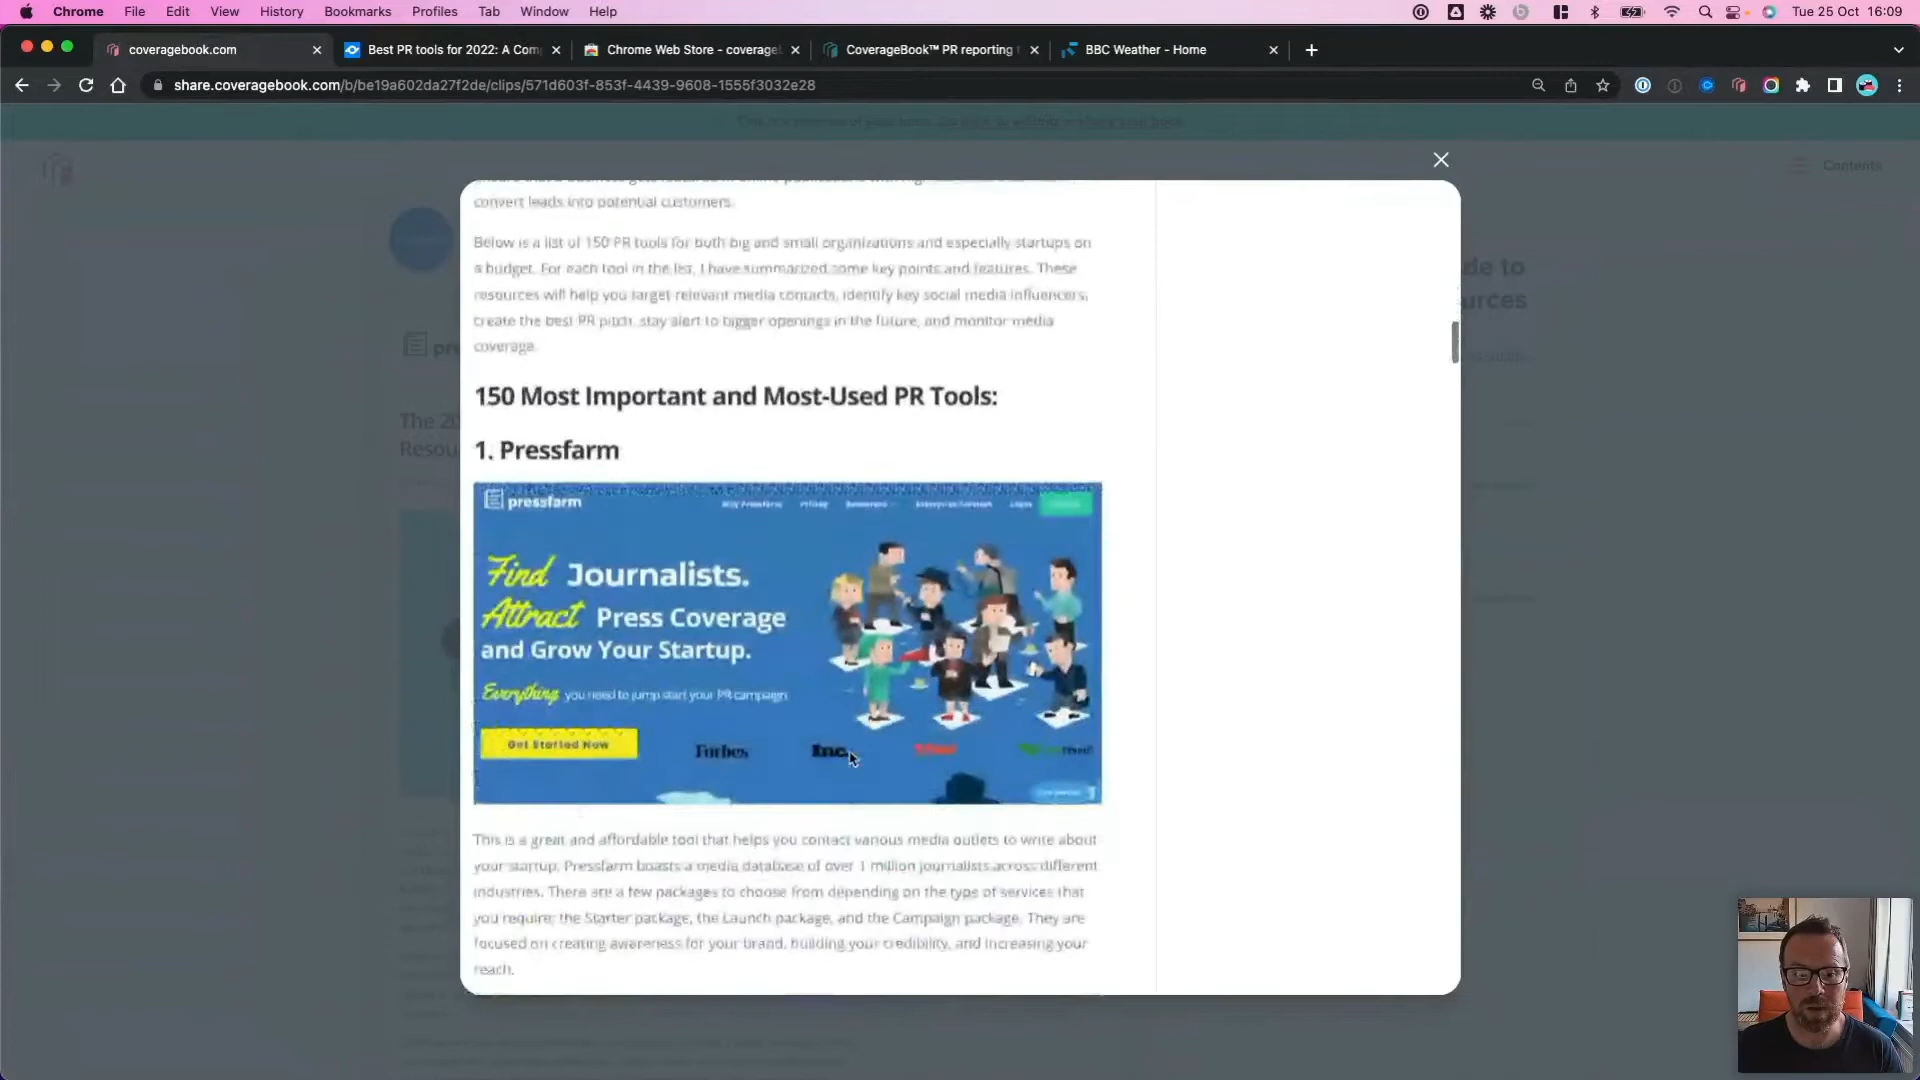 Chrome File Edit View History Bookmarks Profiles Tab Window Help Tue 25 Oct 16:09
coveragebook.com Best PR tools for 2022: A Com Chrome Web Store - coverage CoverageBook™ PR reporting BBC Weather - Home
share.coveragebook.com/b/be19a602da27f2de/clips/571d603f-853f-4439-9608-1555f3032e28
Contents
convert leads into potential customers.
Below is a list of 150 PR tools for both big and small organizations and especially startups on
a budget. For each tool in the list, I have summarized some key points and features. These
resources will help you target relevant media contacts, identify key social media influencers,
create the best PR pitch, stay alert to bigger openings in the future, and monitor media
coverage.
150 Most Important and Most-Used PR Tools:
1. Pressfarm
pressfarm
Find Journalists.
Attract Press Coverage
and Grow Your Startup.
Everything you need to jump start your PR campaign
Get Started Now
Forbes Inc.
This is a great and affordable tool that helps you contact various media outlets to write about
your startup. Pressfarm boasts a media database of over 1 million journalists across different
industries. There are a few packages to choose from depending on the type of services that
you require: the Starter package, the Launch package, and the Campaign package. They are
focused on creating awareness for your brand, building your credibility, and increasing your
reach.